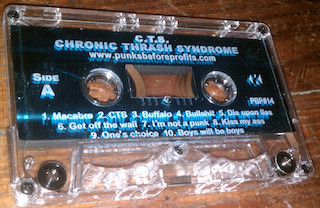 C.T.S.
CHRONIC THRASH SYNDROME
www.punksbeforeprofits.com
SIDE
A
PBP#14
1. Macabre 2. CTS 3. Buffalo 4. Bullshit 5. Die upon lies
6. Get off the wall 7. I'm not a punk 8. Kiss my ass
9. One's choice 10. Boys will be boys